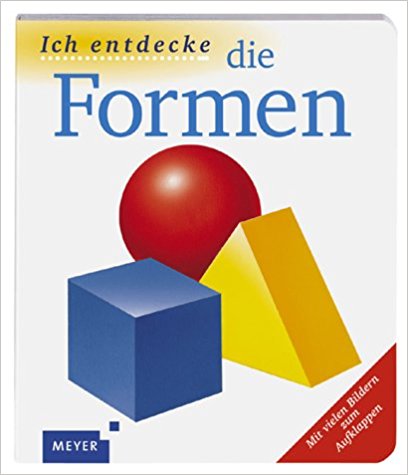 Ich entdecke
die
Formen
Mit vielen Bildern
zum
Aufklappen
MEYER